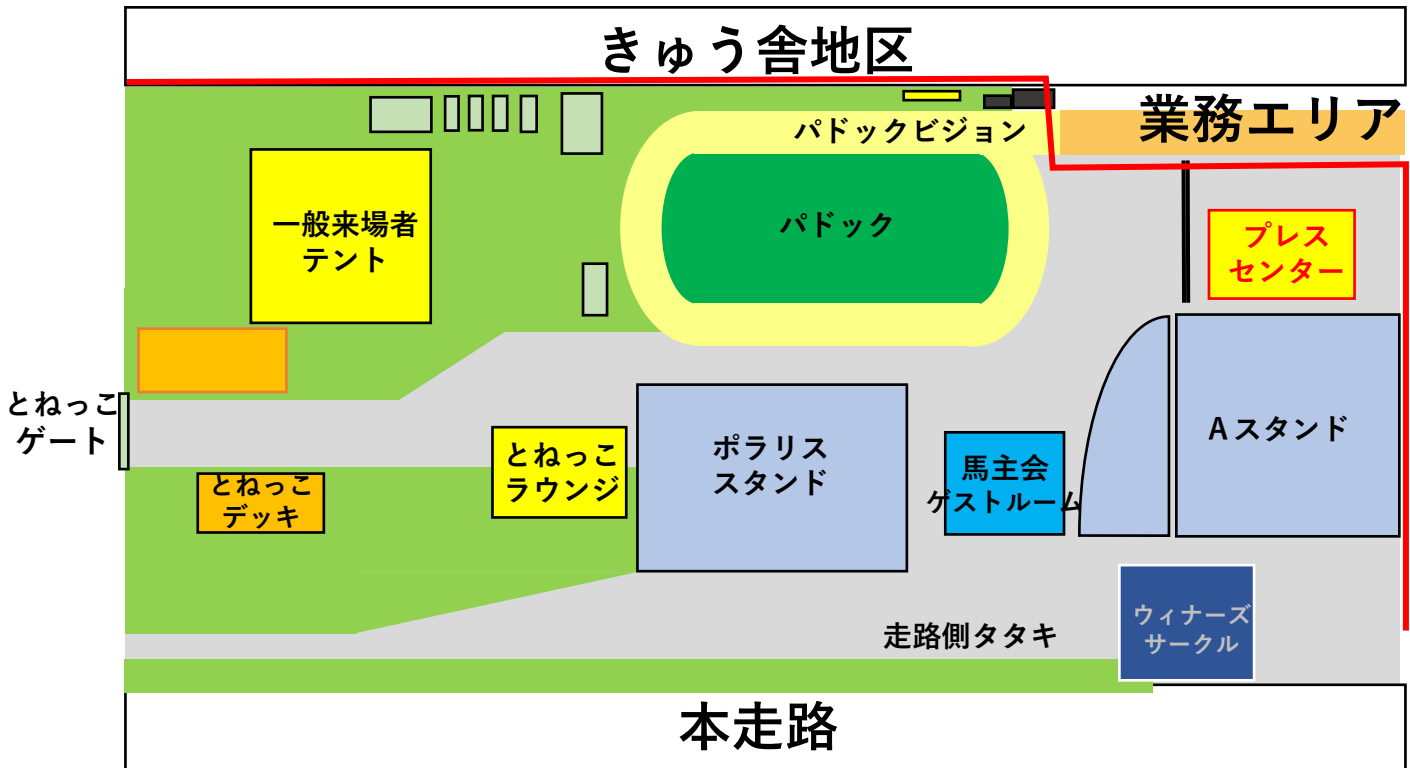 きゅう舎地区
業務エリア
パドックビジョン
一般来場者
テント
パドック
プレス
センター
とねっこ
ゲート
とねっこ
デッキ
とねっこ
ラウンジ
ポラリス
スタンド
馬主会
ゲストルーム
Aスタンド
ウィナーズ
サークル
走路側タタキ
本走路